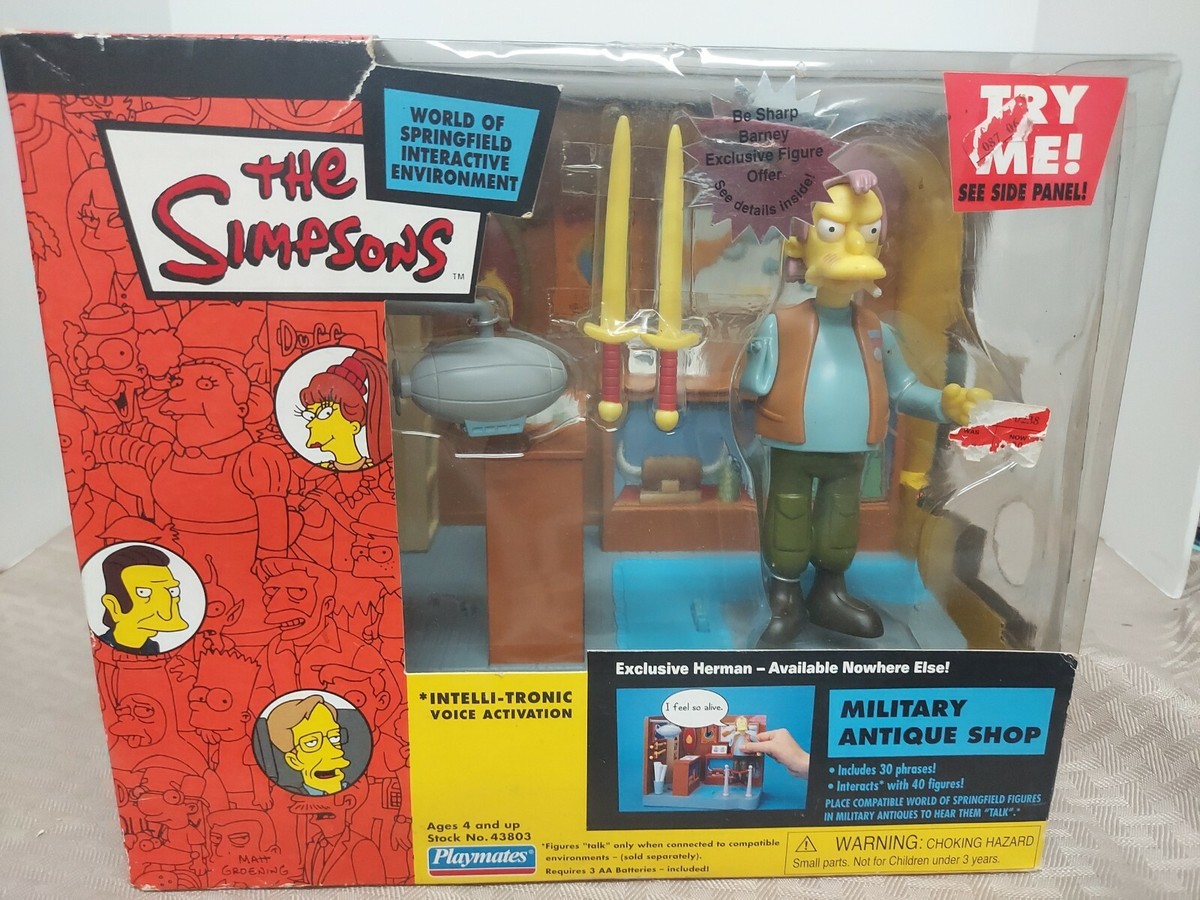 THE
SIMPSONS™
WORLD OF
SPRINGFIELD
INTERACTIVE
ENVIRONMENT
Be Sharp
Barney
Exclusive Figure
Offer
See details inside!
TRY
ME!
SEE SIDE PANEL!
Duff
WAS
NOW
Exclusive Herman – Available Nowhere Else!
*INTELLI-TRONIC
VOICE ACTIVATION
I feel so alive.
MILITARY
ANTIQUE SHOP
• Includes 30 phrases!
• Interacts* with 40 figures!
PLACE COMPATIBLE WORLD OF SPRINGFIELD FIGURES
IN MILITARY ANTIQUES TO HEAR THEM "TALK".*
Ages 4 and up
Stock No. 43803
Playmates®
*Figures "talk" only when connected to compatible
environments – (sold separately).
Requires 3 AA Batteries – included!
WARNING: CHOKING HAZARD
Small parts. Not for Children under 3 years.
MATT
GROENING